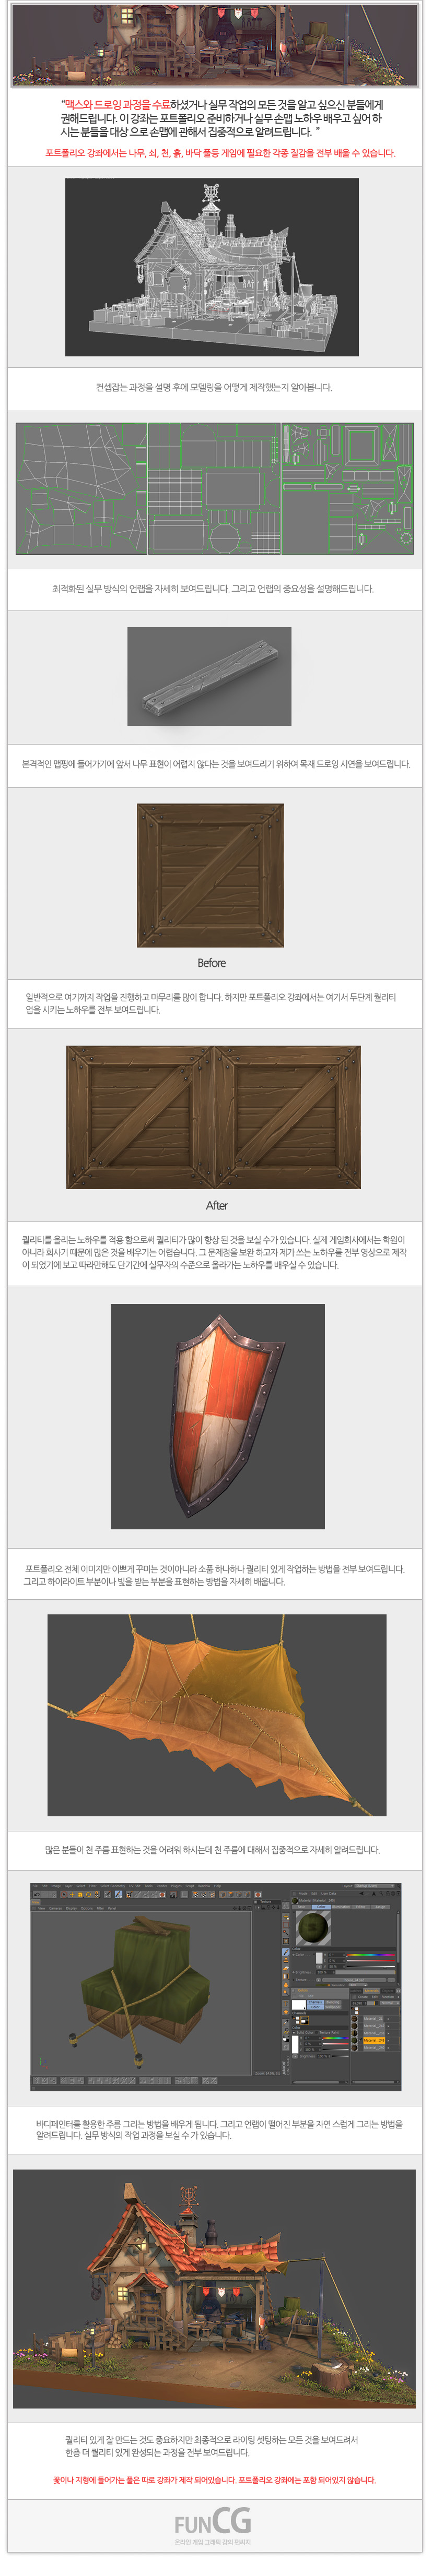 "맥스와 드로잉 과정을 수료하셨거나 실무 작업의 모든 것을 알고 싶으신 분들에게
권해드립니다. 이 강좌는 포트폴리오 준비하거나 실무 손맵 노하우 배우고 싶어 하
시는 분들을 대상 으로 손맵에 관해서 집중적으로 알려드립니다. "
포트폴리오 강좌에서는 나무, 쇠, 천, 흙, 바닥 풀등 게임에 필요한 각종 질감을 전부 배울 수 있습니다.
컨셉잡는 과정을 설명 후에 모델링을 어떻게 제작했는지 알아봅니다.
최적화된 실무 방식의 언랩을 자세히 보여드립니다. 그리고 언랩의 중요성을 설명해드립니다.
본격적인 맵핑에 들어가기에 앞서 나무 표현이 어렵지 않다는 것을 보여드리기 위하여 목재 드로잉 시연을 보여드립니다.
Before
일반적으로 여기까지 작업을 진행하고 마무리를 많이 합니다. 하지만 포트폴리오 강좌에서는 여기서 두단계 퀄리티
업을 시키는 노하우를 전부 보여드립니다.
After
퀄리티를 올리는 노하우를 적용 함으로써 퀄리티가 많이 향상 된 것을 보실 수가 있습니다. 실제 게임회사에서는 학원이
아니라 회사기 때문에 많은 것을 배우기는 어렵습니다. 그 문제점을 보완 하고자 제가 쓰는 노하우를 전부 영상으로 제작
이 되었기에 보고 따라만해도 단기간에 실무자의 수준으로 올라가는 노하우를 배우실 수 있습니다.
포트폴리오 전체 이미지만 이쁘게 꾸미는 것이아니라 소품 하나하나 퀄리티 있게 작업하는 방법을 전부 보여드립니다.
그리고 하이라이트 부분이나 빛을 받는 부분을 표현하는 방법을 자세히 배웁니다.
많은 분들이 천 주름 표현하는 것을 어려워 하시는데 천 주름에 대해서 집중적으로 자세히 알려드립니다.
바디페인터를 활용한 주름 그리는 방법을 배우게 됩니다. 그리고 언랩이 떨어진 부분을 자연 스럽게 그리는 방법을
알려드립니다. 실무 방식의 작업 과정을 보실 수 가 있습니다.
퀄리티 있게 잘 만드는 것도 중요하지만 최종적으로 라이팅 셋팅하는 모든 것을 보여드려서
한층 더 퀄리티 있게 완성되는 과정을 전부 보여드립니다.
꽃이나 지형에 들어가는 풀은 따로 강좌가 제작 되어있습니다. 포트폴리오 강좌에는 포함 되어있지 않습니다.
FUNCG
온라인 게임 그래픽 강의 펀씨지